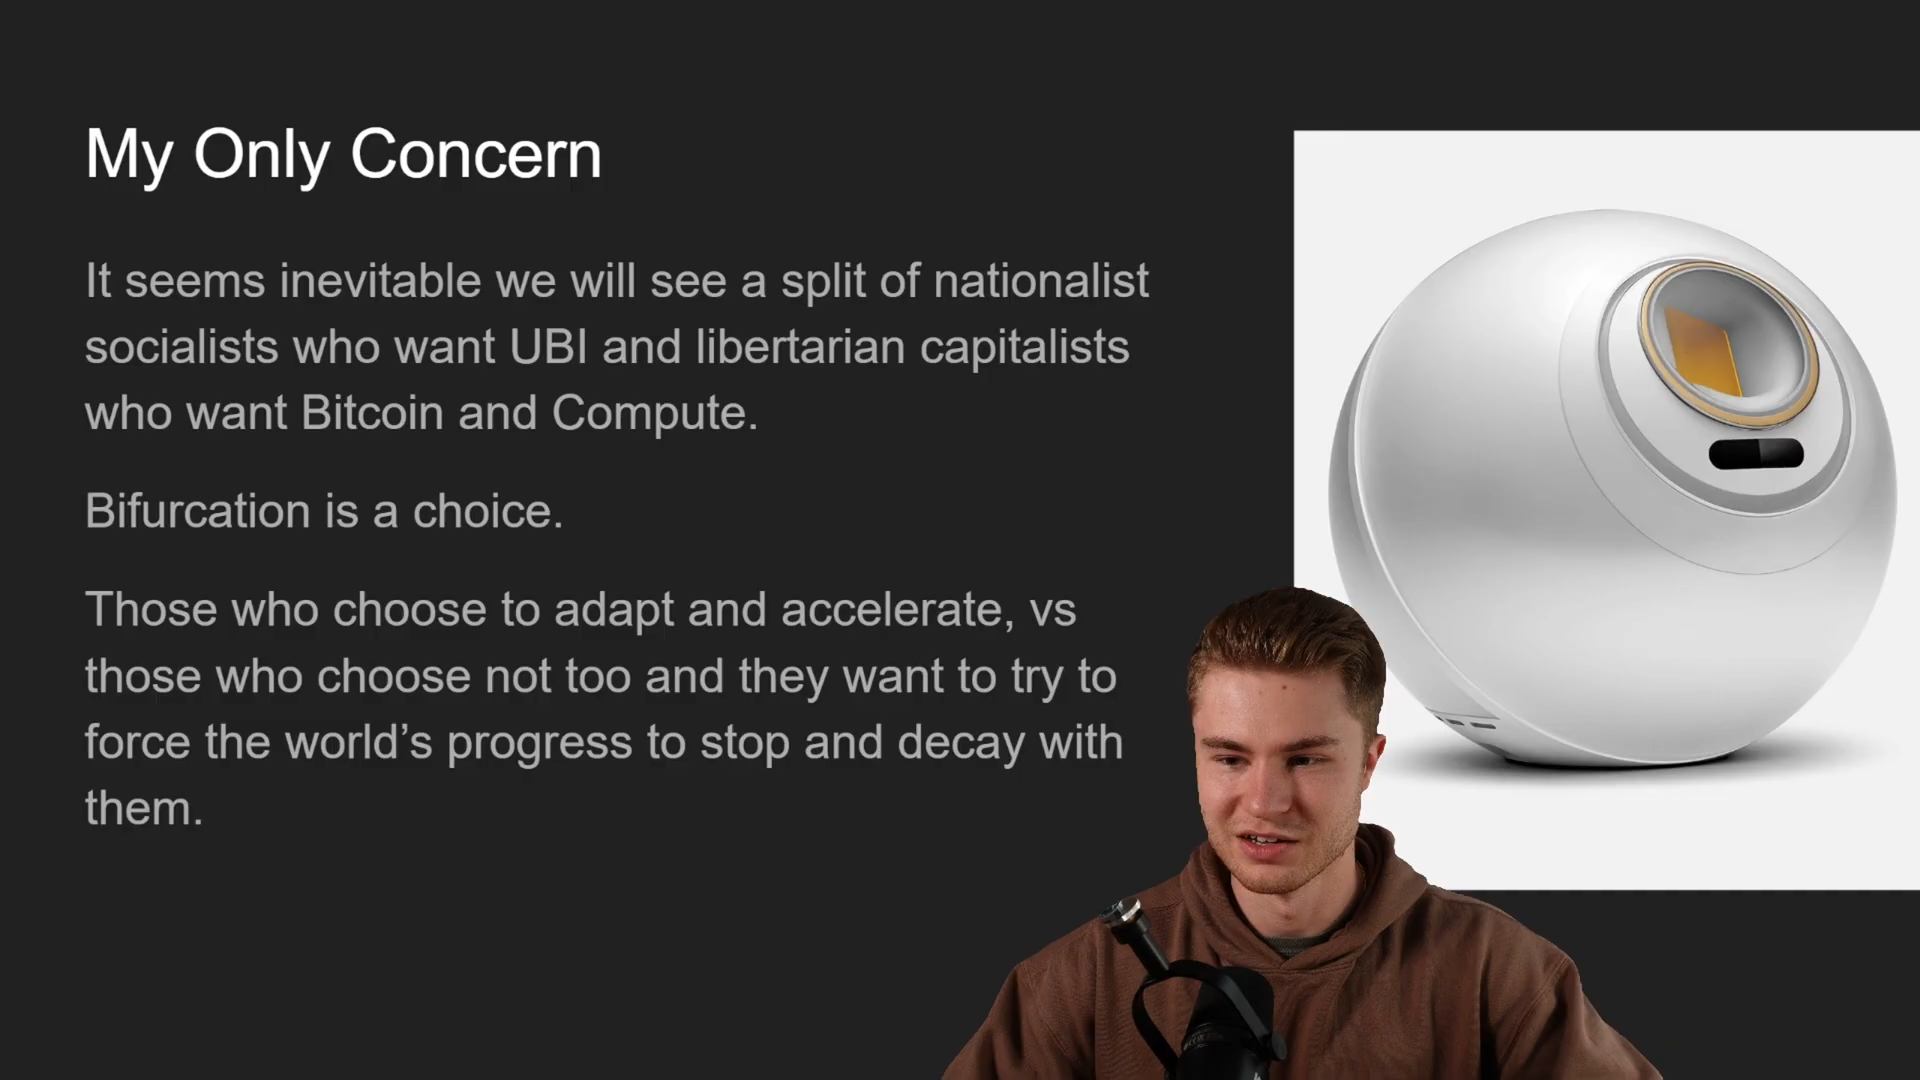 My Only Concern
It seems inevitable we will see a split of nationalist
socialists who want UBI and libertarian capitalists
who want Bitcoin and Compute.
Bifurcation is a choice.
Those who choose to adapt and accelerate, vs
those who choose not too and they want to try to
force the world’s progress to stop and decay with
them.